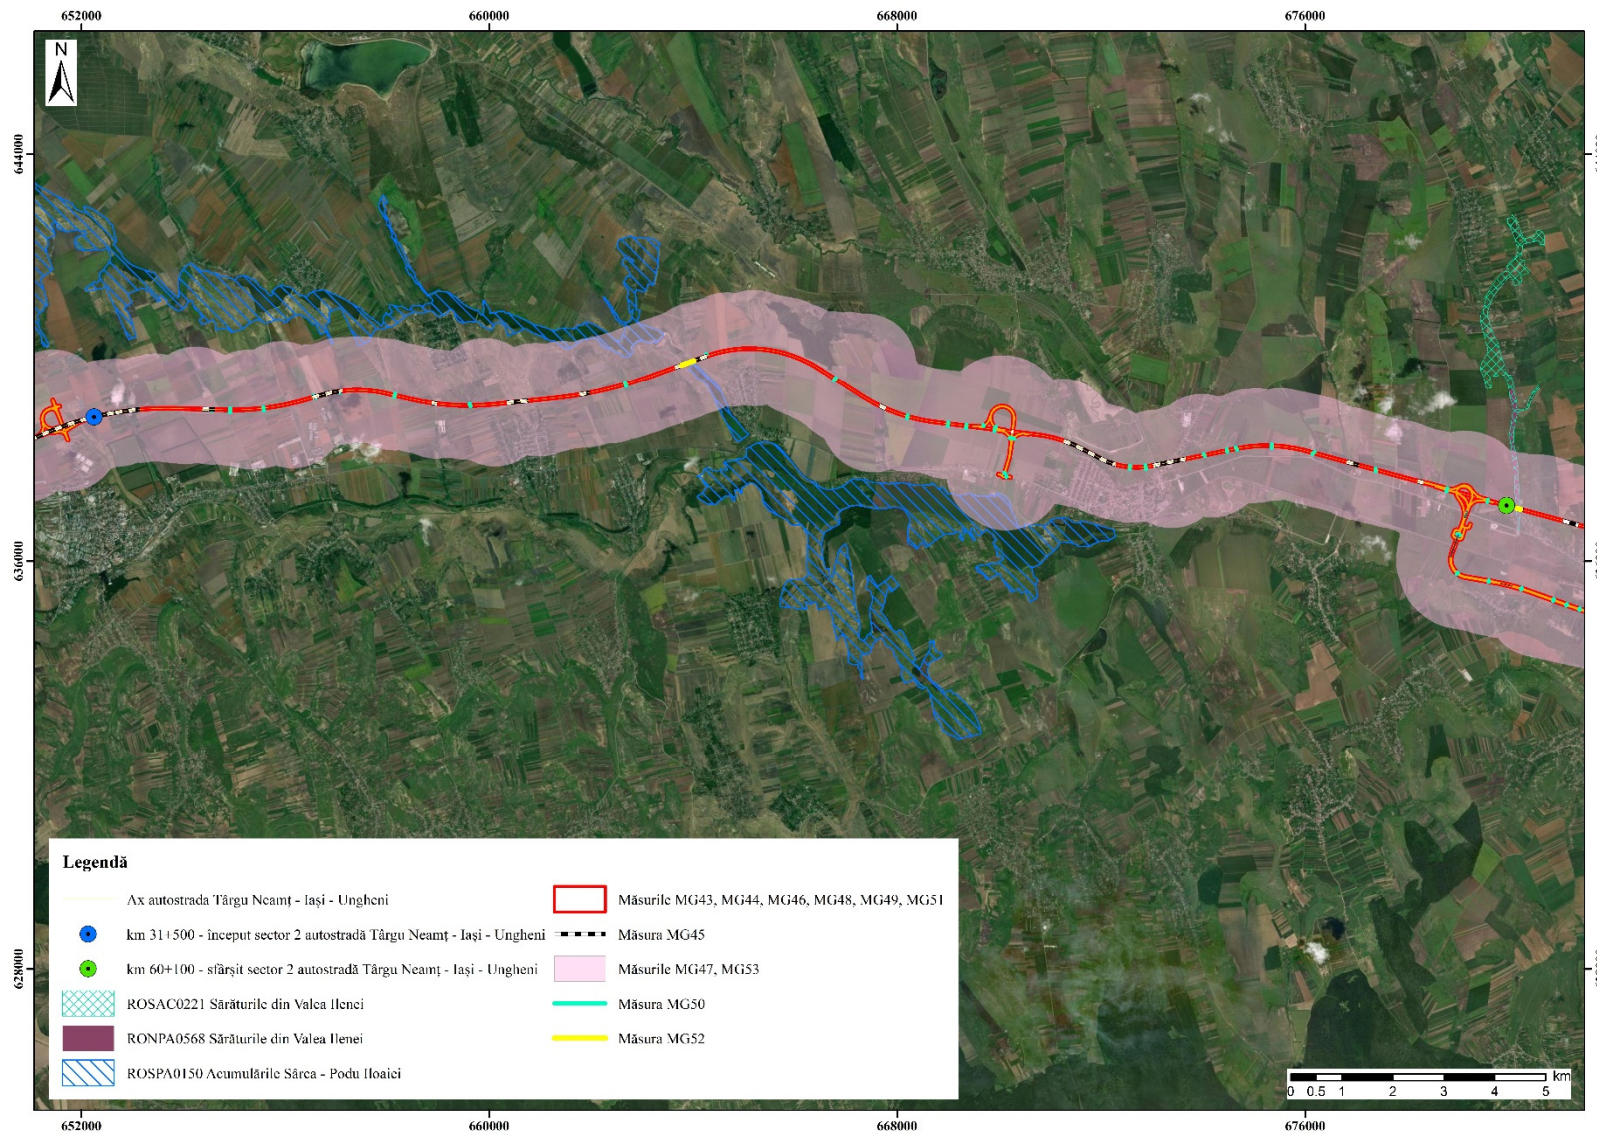 652000 660000 668000 676000
N
644000
636000
628000
Legendă
Ax autostrada Târgu Neamț - Iași - Ungheni
km 31+500 - început sector 2 autostradă Târgu Neamț - Iași - Ungheni
km 60+100 - sfârșit sector 2 autostradă Târgu Neamț - Iași - Ungheni
ROSAC0221 Sărăturile din Valea Ilenei
RONPA0568 Sărăturile din Valea Ilenei
ROSPA0150 Acumulările Sârca - Podu Iloaiei
Măsurile MG43, MG44, MG46, MG48, MG49, MG51
Măsura MG45
Măsurile MG47, MG53
Măsura MG50
Măsura MG52
km
0 0.5 1 2 3 4 5
652000 660000 668000 676000